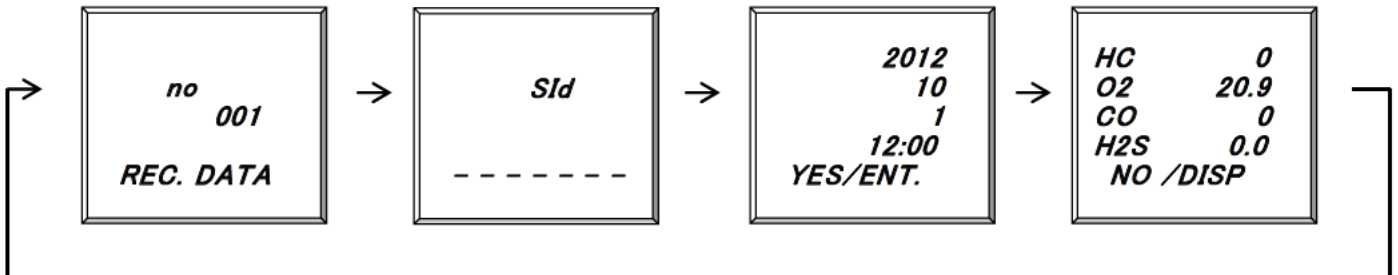 no
001
REC. DATA
SId
- - - - - - -
2012
10
1
12:00
YES/ENT.
HC 0
O2 20.9
CO 0
H2S 0.0
NO /DISP